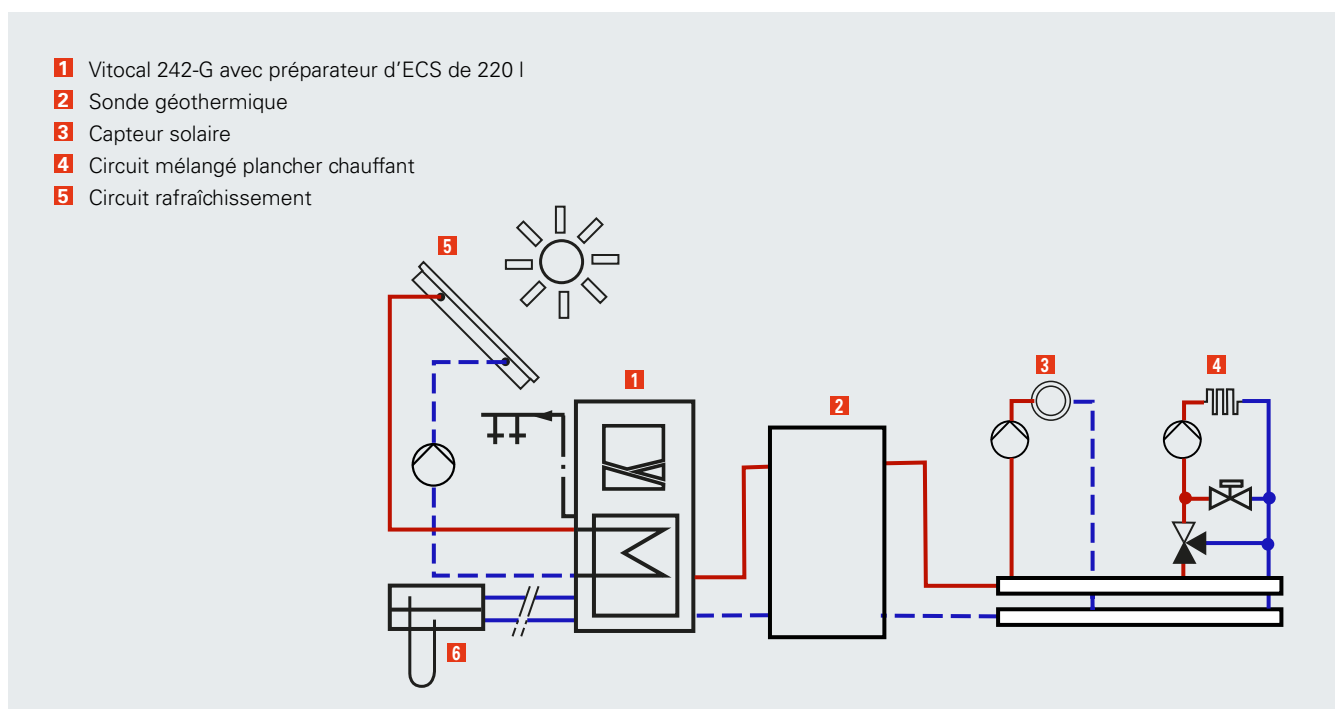 1 Vitocal 242-G avec préparateur d’ECS de 220 l
2 Sonde géothermique
3 Capteur solaire
4 Circuit mélangé plancher chauffant
5 Circuit rafraîchissement
5
1
2
3
4
6